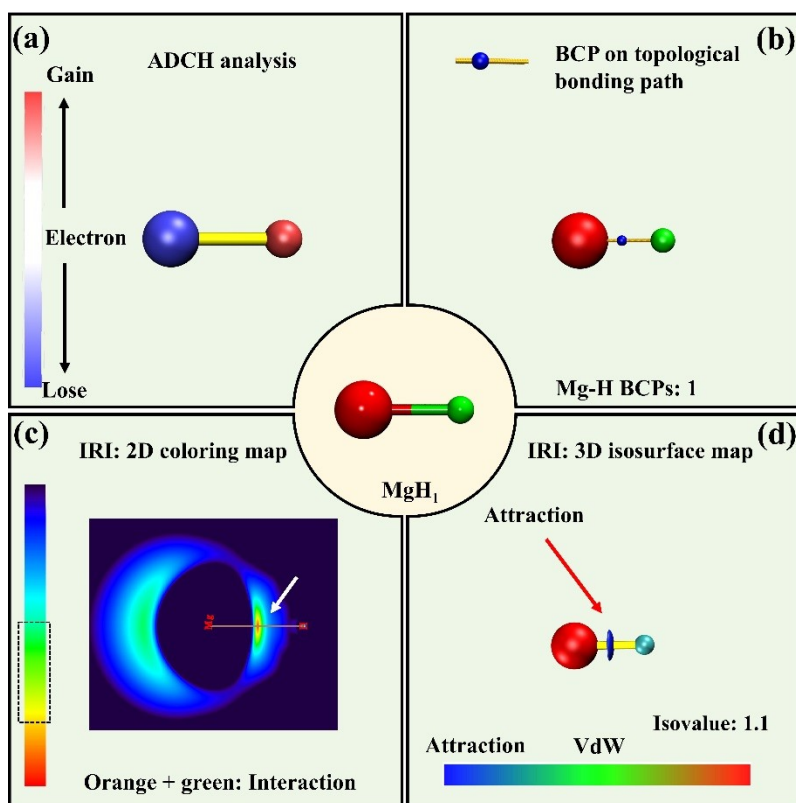 (a)
ADCH analysis
Gain
Electron
Lose
(b)
BCP on topological
bonding path
Mg-H BCPs: 1
MgH₁
(c)
IRI: 2D coloring map
Mg
H
Orange + green: Interaction
(d)
IRI: 3D isosurface map
Attraction
Isovalue: 1.1
Attraction
VdW